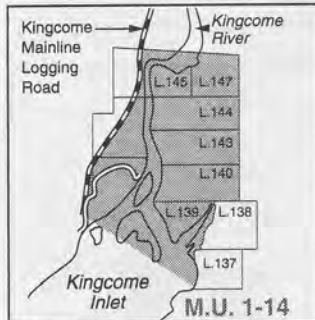 Kingcome
Mainline
Logging
Road
Kingcome
River
L.145
L.147
L.144
L.143
L.140
L.139
L.138
L.137
Kingcome
Inlet
M.U. 1-14